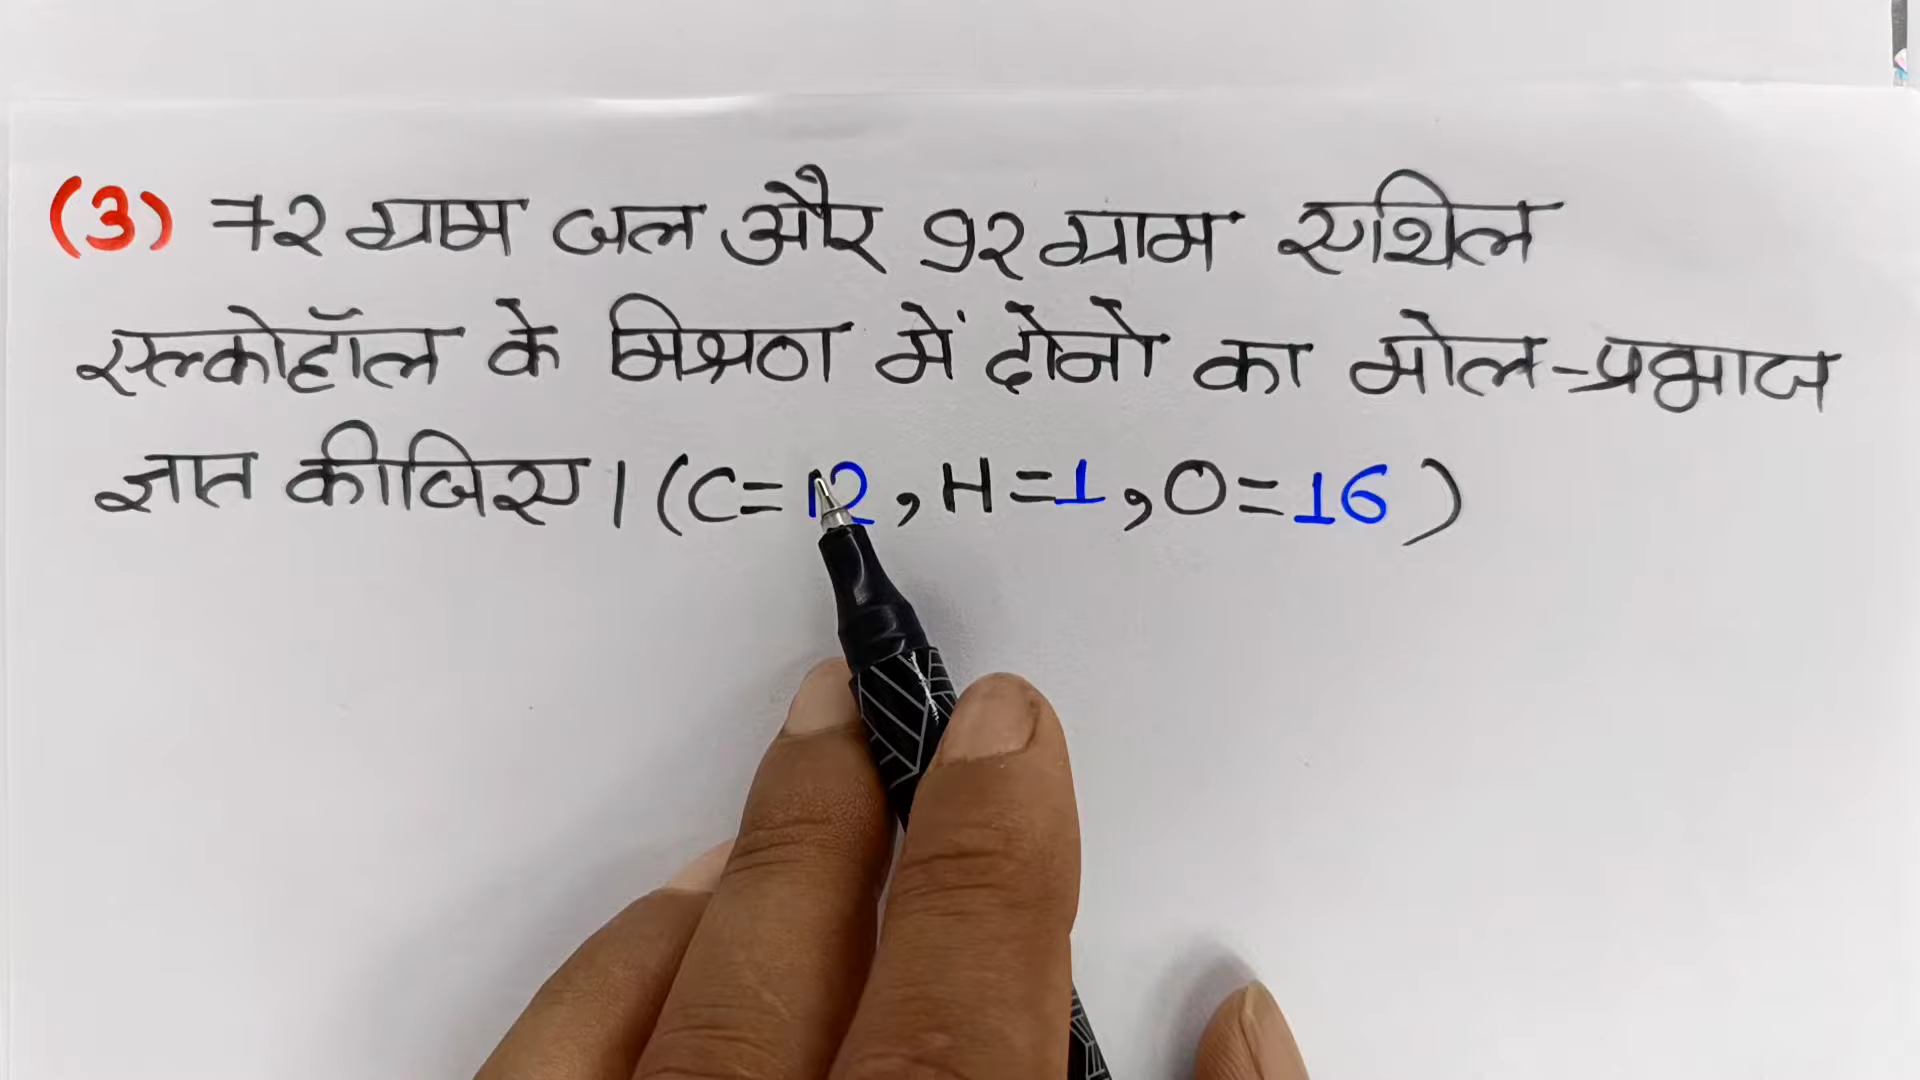 (3) 72 ग्राम जल और 92 ग्राम एथिल
एल्कोहॉल के मिश्रण में दोनो का मोल-प्रभाज
ज्ञात कीजिए। (C=12, H=1, O=16)